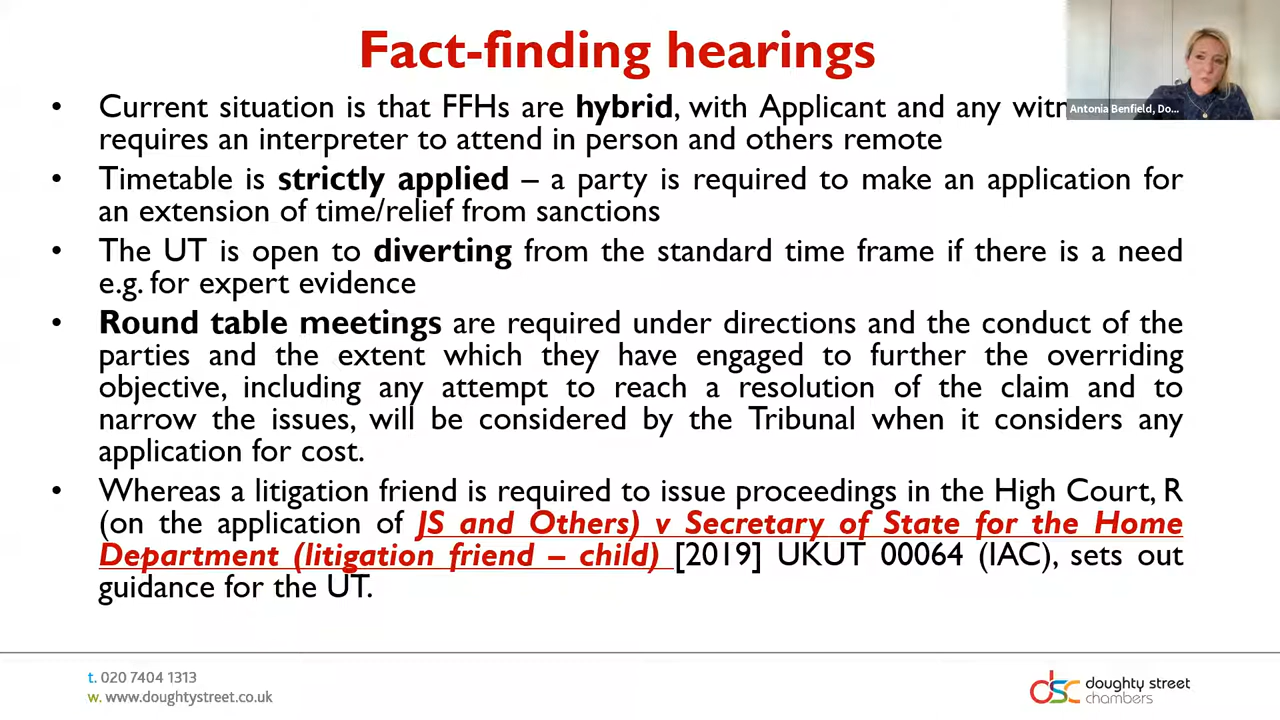 Fact-finding hearings
Antonia Benfield, Do...
• Current situation is that FFHs are hybrid, with Applicant and any
requires an interpreter to attend in person and others remote
• Timetable is strictly applied – a party is required to make an application for
an extension of time/relief from sanctions
• The UT is open to diverting from the standard time frame if there is a need
e.g. for expert evidence
• Round table meetings are required under directions and the conduct of the
parties and the extent which they have engaged to further the overriding
objective, including any attempt to reach a resolution of the claim and to
narrow the issues, will be considered by the Tribunal when it considers any
application for cost.
• Whereas a litigation friend is required to issue proceedings in the High Court, R
(on the application of JS and Others) v Secretary of State for the Home
Department (litigation friend – child) [2019] UKUT 00064 (IAC), sets out
guidance for the UT.
t. 020 7404 1313
w. www.doughtystreet.co.uk
dsc doughty street
chambers